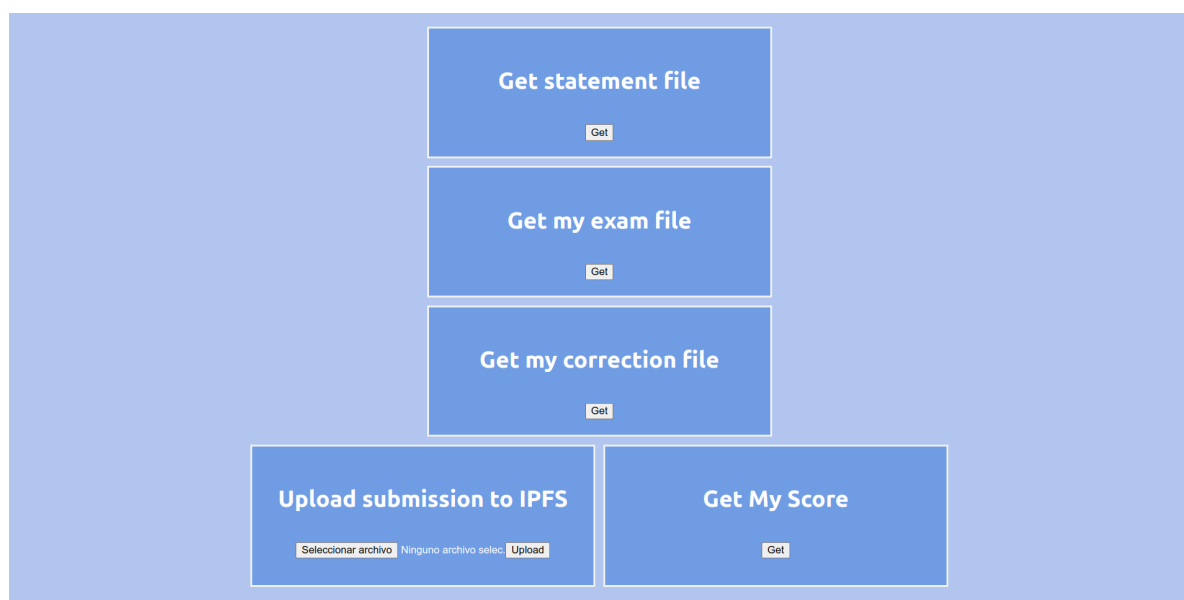 Get statement file
Get
Get my exam file
Get
Get my correction file
Get
Upload submission to IPFS
Seleccionar archivo Ninguno archivo selec. Upload
Get My Score
Get